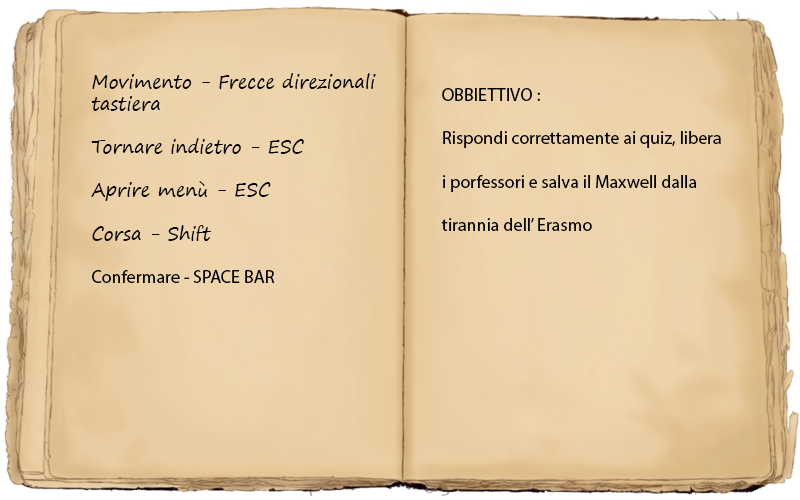 Movimento - Frecce direzionali
tastiera
Tornare indietro - ESC
Aprire menù - ESC
Corsa - Shift
Confermare - SPACE BAR
OBBIETTIVO :
Rispondi correttamente ai quiz, libera
i porfessori e salva il Maxwell dalla
tirannia dell’ Erasmo